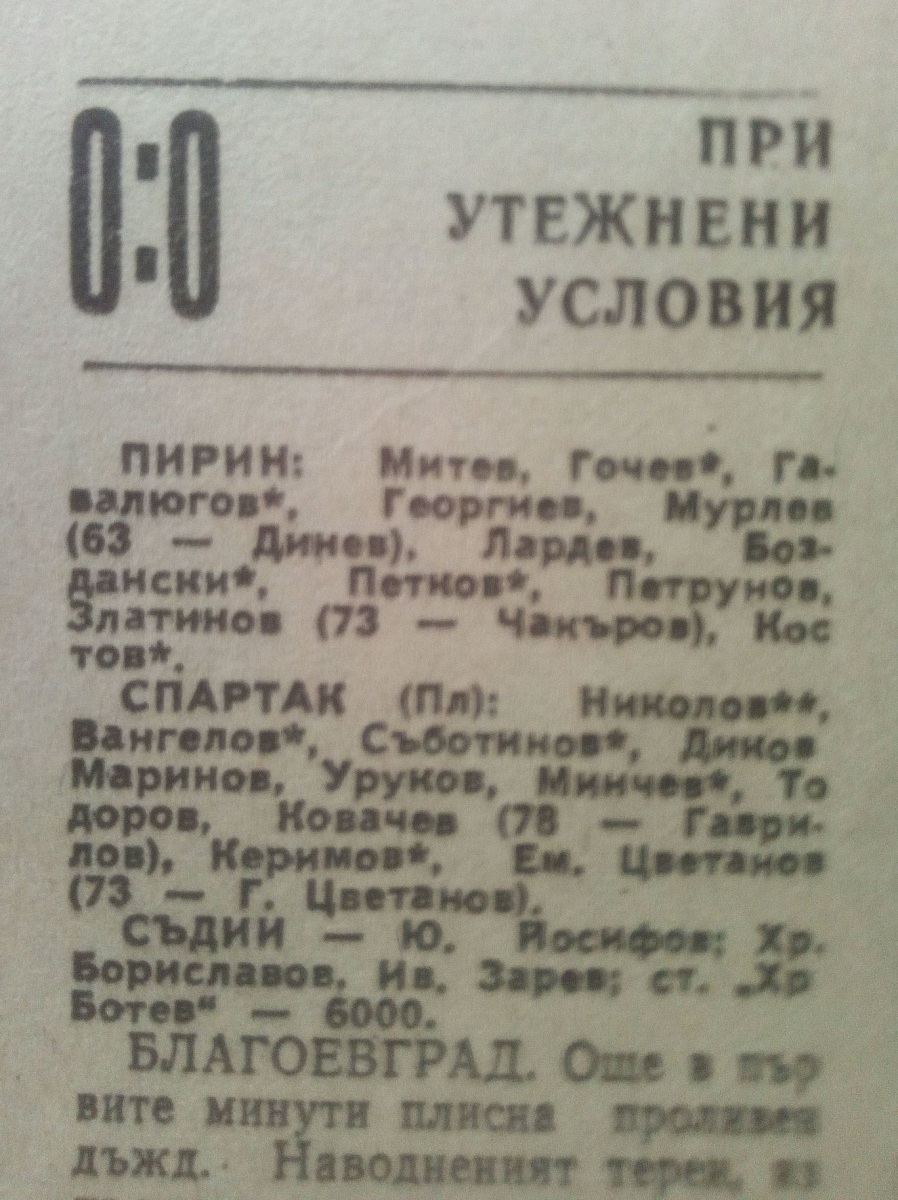 0:0
ПРИ
УТЕЖНЕНИ
УСЛОВИЯ
ПИРИН: Митев, Гочев*, Га-
валюгов*, Георгиев, Мурлев
(63 — Динев), Лардев, Боз-
дански*, Петков*, Петрунов,
Златинов (73 — Чакъров), Кос
тов*.
СПАРТАК (Пл): Николов**,
Вангелов*, Съботинов*, Диков
Маринов, Уруков, Минчев*, То
доров, Ковачев (78 — Гаври-
лов), Керимов*, Ем. Цветанов
(73 — Г. Цветанов).
СЪДИИ — Ю. Йосифов; Хр.
Бориславов, Ив. Зарев; ст. „Хр
Ботев“ — 6000.
БЛАГОЕВГРАД. Още в пър
вите минути плисна проливен
дъжд. Наводненият терен, из